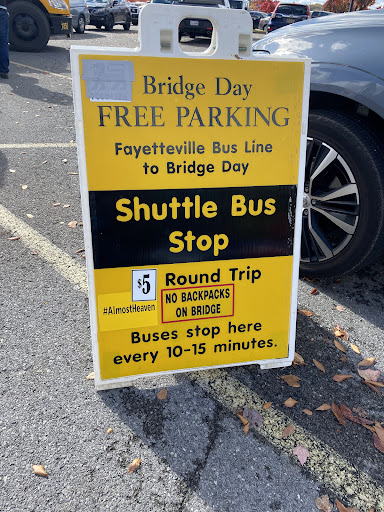 Bridge Day
FREE PARKING
Fayetteville Bus Line
to Bridge Day
Shuttle Bus
Stop
$5 Round Trip
#AlmostHeaven
NO BACKPACKS
ON BRIDGE
Buses stop here
every 10-15 minutes.